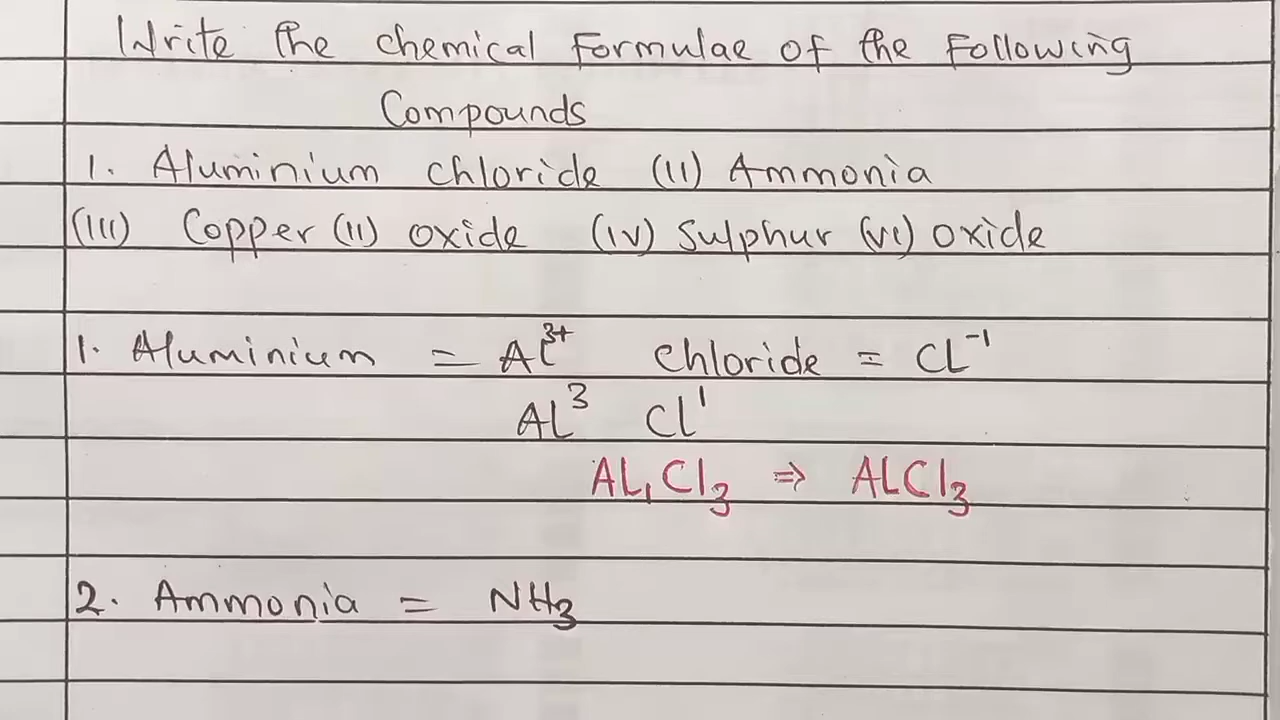 Write the chemical formulae of the following
Compounds
1. Aluminium chloride (II) Ammonia
(III) Copper (II) oxide (IV) Sulphur (VI) oxide
1. Aluminium = Al³⁺ Chloride = Cl⁻¹
Al³ Cl¹
Al₁Cl₃ ⇒ AlCl₃
2. Ammonia = NH₃